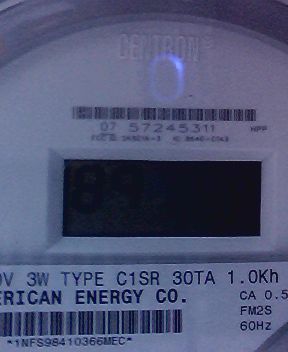 CENTRON®
07 57245311 HPP
0V 3W TYPE C1SR 30TA 1.0Kh
ERICAN ENERGY CO. CA 0.5
FM2S
*1NFS98410366MEC* 60Hz